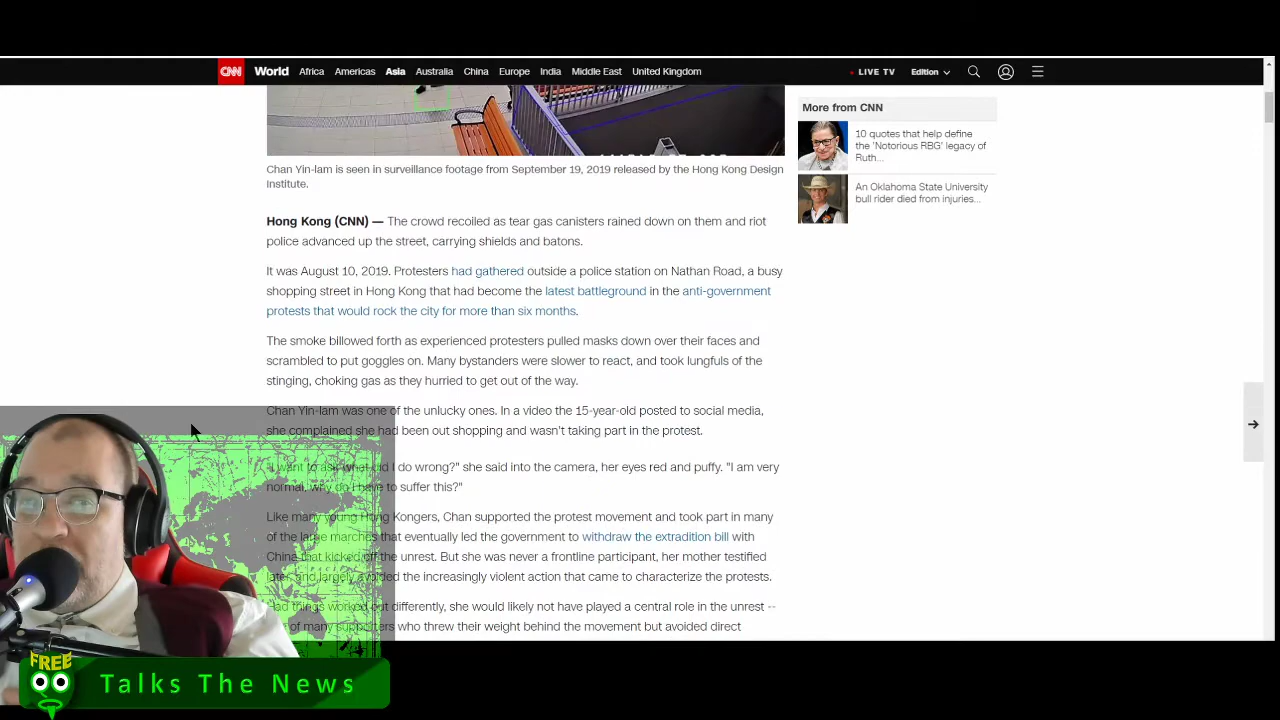 CNN World Africa Americas Asia Australia China Europe India Middle East United Kingdom LIVE TV Edition
Chan Yin-lam is seen in surveillance footage from September 19, 2019 released by the Hong Kong Design
Institute.
Hong Kong (CNN) — The crowd recoiled as tear gas canisters rained down on them and riot
police advanced up the street, carrying shields and batons.
It was August 10, 2019. Protesters had gathered outside a police station on Nathan Road, a busy
shopping street in Hong Kong that had become the latest battleground in the anti-government
protests that would rock the city for more than six months.
The smoke billowed forth as experienced protesters pulled masks down over their faces and
scrambled to put goggles on. Many bystanders were slower to react, and took lungfuls of the
stinging, choking gas as they hurried to get out of the way.
Chan Yin-lam was one of the unlucky ones. In a video the 15-year-old posted to social media,
she complained she had been out shopping and wasn't taking part in the protest.
"I want to ask what did I do wrong?" she said into the camera, her eyes red and puffy. "I am very
normal, why do I have to suffer this?"
Like many young Hong Kongers, Chan supported the protest movement and took part in many
of the large marches that eventually led the government to withdraw the extradition bill with
China that kicked off the unrest. But she was never a frontline participant, her mother testified
later, and largely avoided the increasingly violent action that came to characterize the protests.
Had things worked out differently, she would likely not have played a central role in the unrest --
of many supporters who threw their weight behind the movement but avoided direct
More from CNN
10 quotes that help define
the 'Notorious RBG' legacy of
Ruth...
An Oklahoma State University
bull rider died from injuries...
FREE
Talks The News